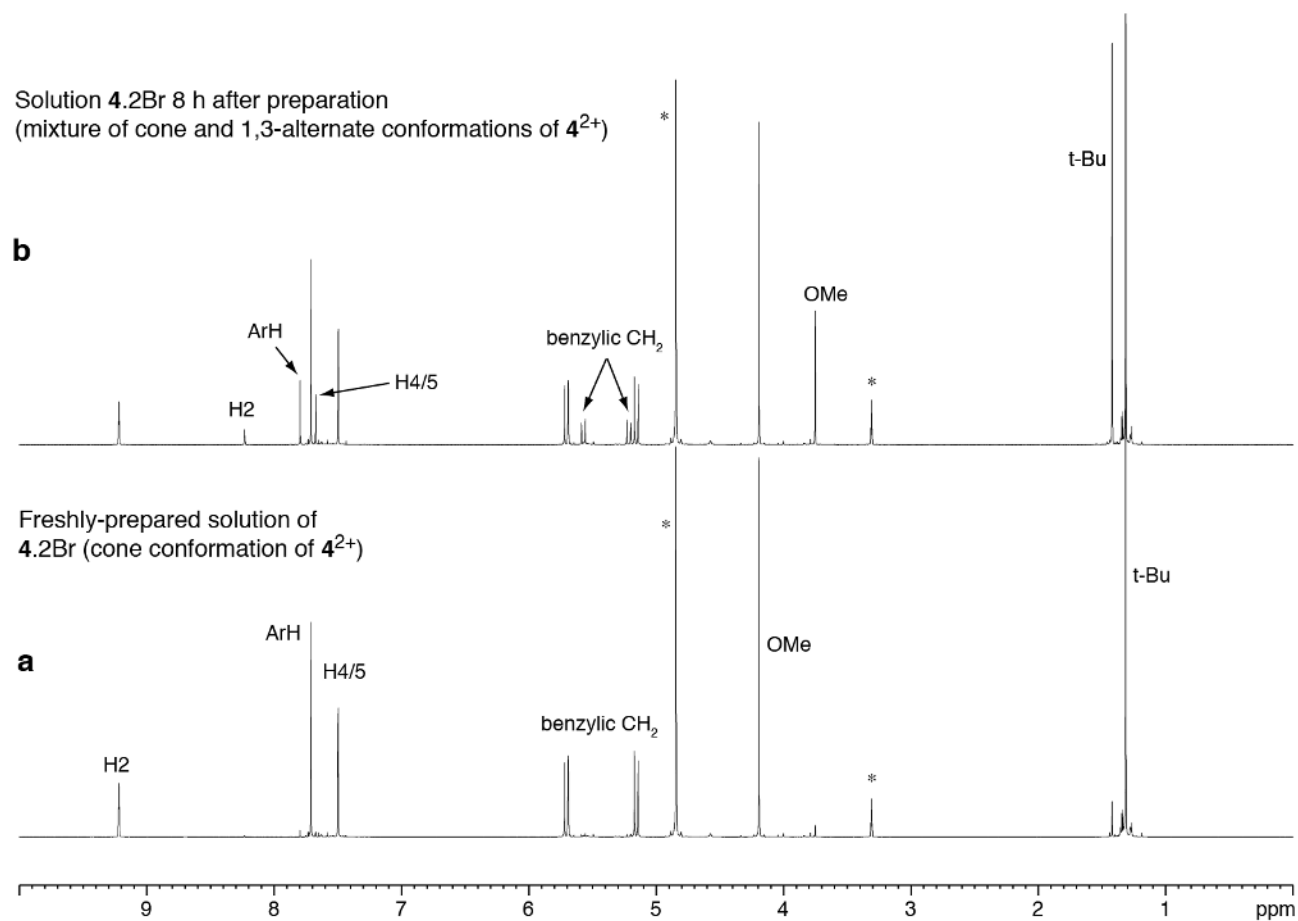 Solution 4.2Br 8 h after preparation
(mixture of cone and 1,3-alternate conformations of 4²⁺)
*
t-Bu
b
OMe
ArH
benzylic CH₂
H4/5
*
H2
Freshly-prepared solution of
4.2Br (cone conformation of 4²⁺)
*
t-Bu
ArH
OMe
a
H4/5
benzylic CH₂
H2
*
9 8 7 6 5 4 3 2 1 ppm